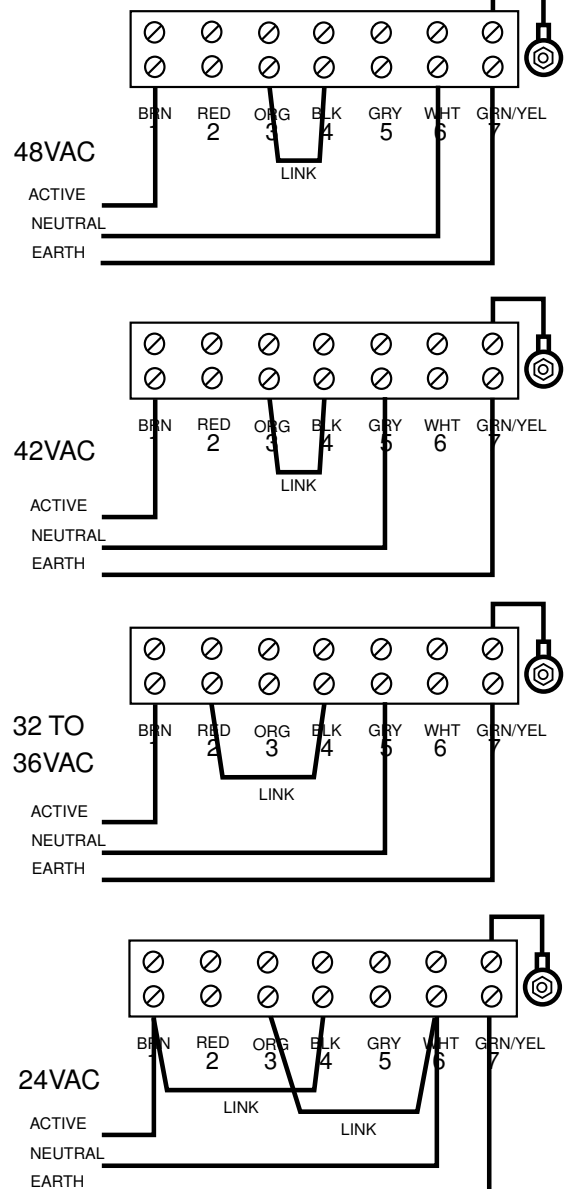 BRN RED ORG BLK GRY WHT GRN/YEL
1 2 3 4 5 6 7
48VAC
LINK
ACTIVE
NEUTRAL
EARTH
BRN RED ORG BLK GRY WHT GRN/YEL
1 2 3 4 5 6 7
42VAC
LINK
ACTIVE
NEUTRAL
EARTH
BRN RED ORG BLK GRY WHT GRN/YEL
1 2 3 4 5 6 7
32 TO
36VAC
LINK
ACTIVE
NEUTRAL
EARTH
BRN RED ORG BLK GRY WHT GRN/YEL
1 2 3 4 5 6 7
24VAC
LINK
LINK
ACTIVE
NEUTRAL
EARTH